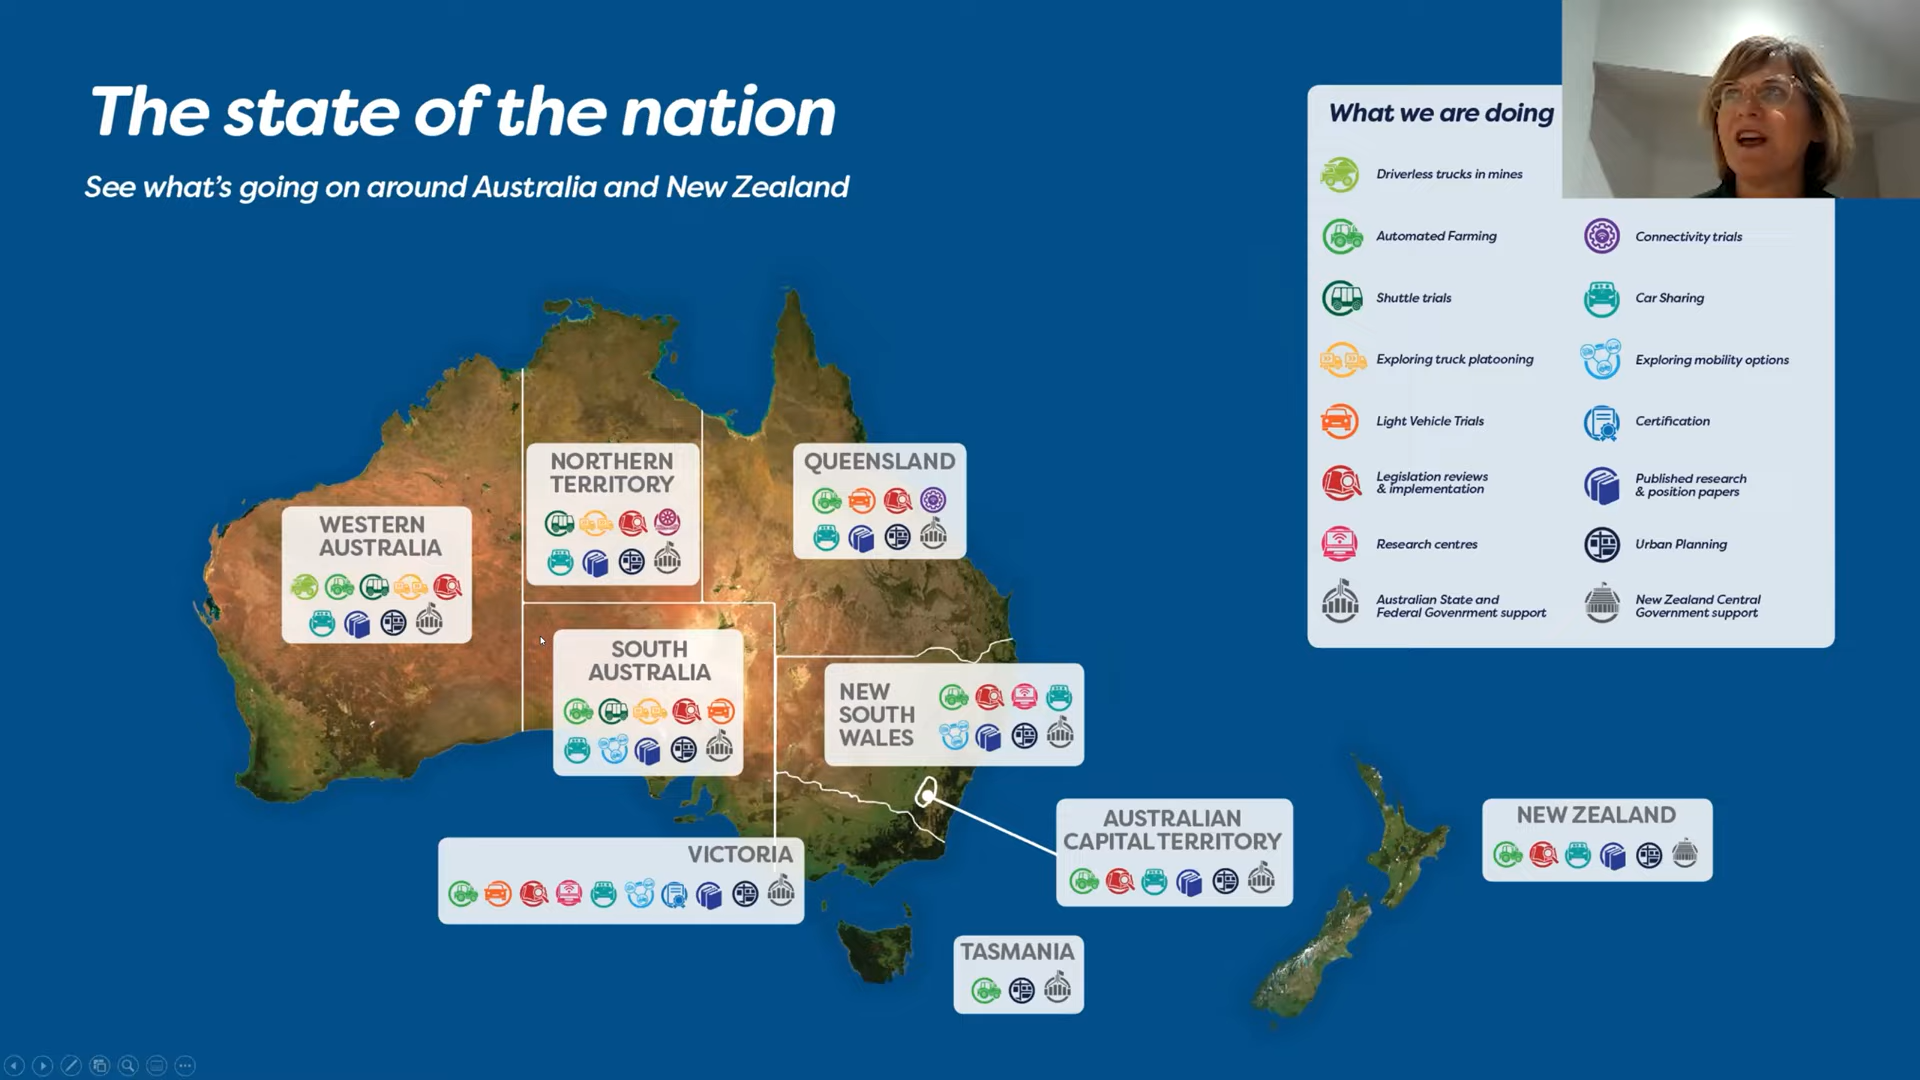 The state of the nation
See what's going on around Australia and New Zealand
What we are doing
Driverless trucks in mines
Automated Farming
Connectivity trials
Shuttle trials
Car Sharing
Exploring truck platooning
Exploring mobility options
Light Vehicle Trials
Certification
Legislation reviews
& implementation
Published research
& position papers
Research centres
Urban Planning
Australian State and
Federal Govenment support
New Zealand Central
Government support
NORTHERN
TERRITORY
QUEENSLAND
WESTERN
AUSTRALIA
SOUTH
AUSTRALIA
NEW
SOUTH
WALES
AUSTRALIAN
CAPITAL TERRITORY
NEW ZEALAND
VICTORIA
TASMANIA